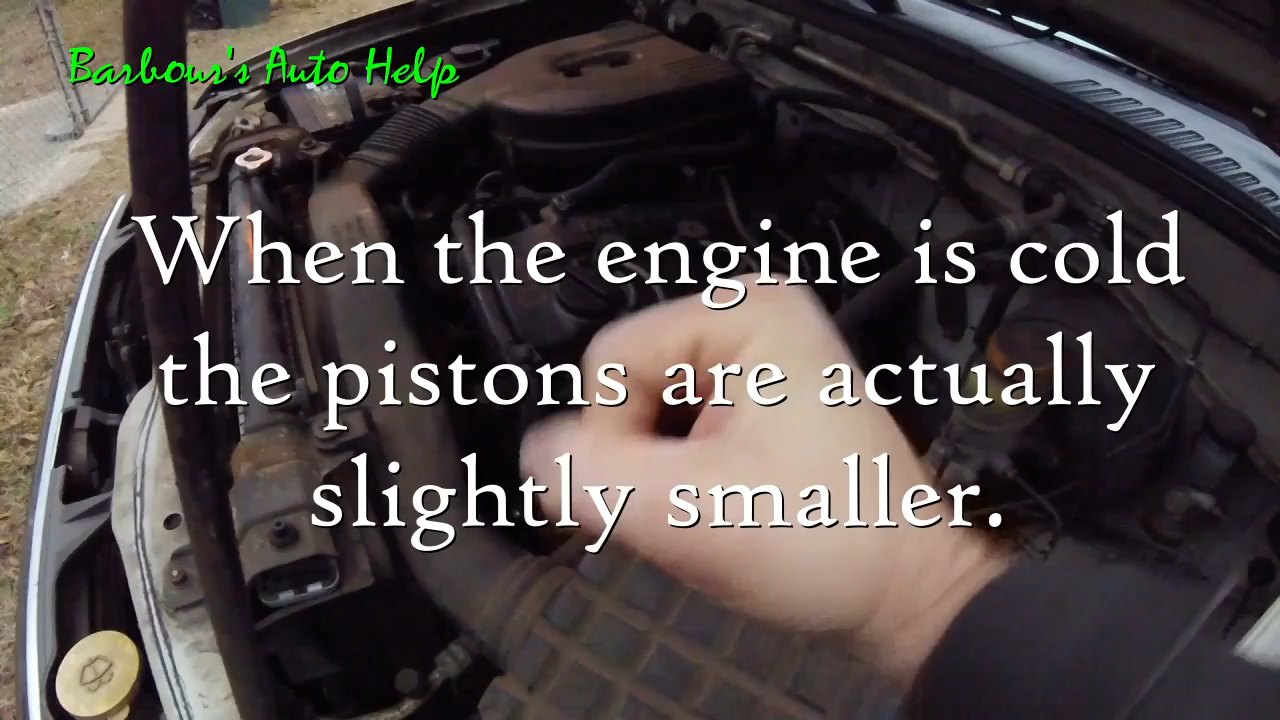 Barbour's Auto Help
When the engine is cold
the pistons are actually
slightly smaller.